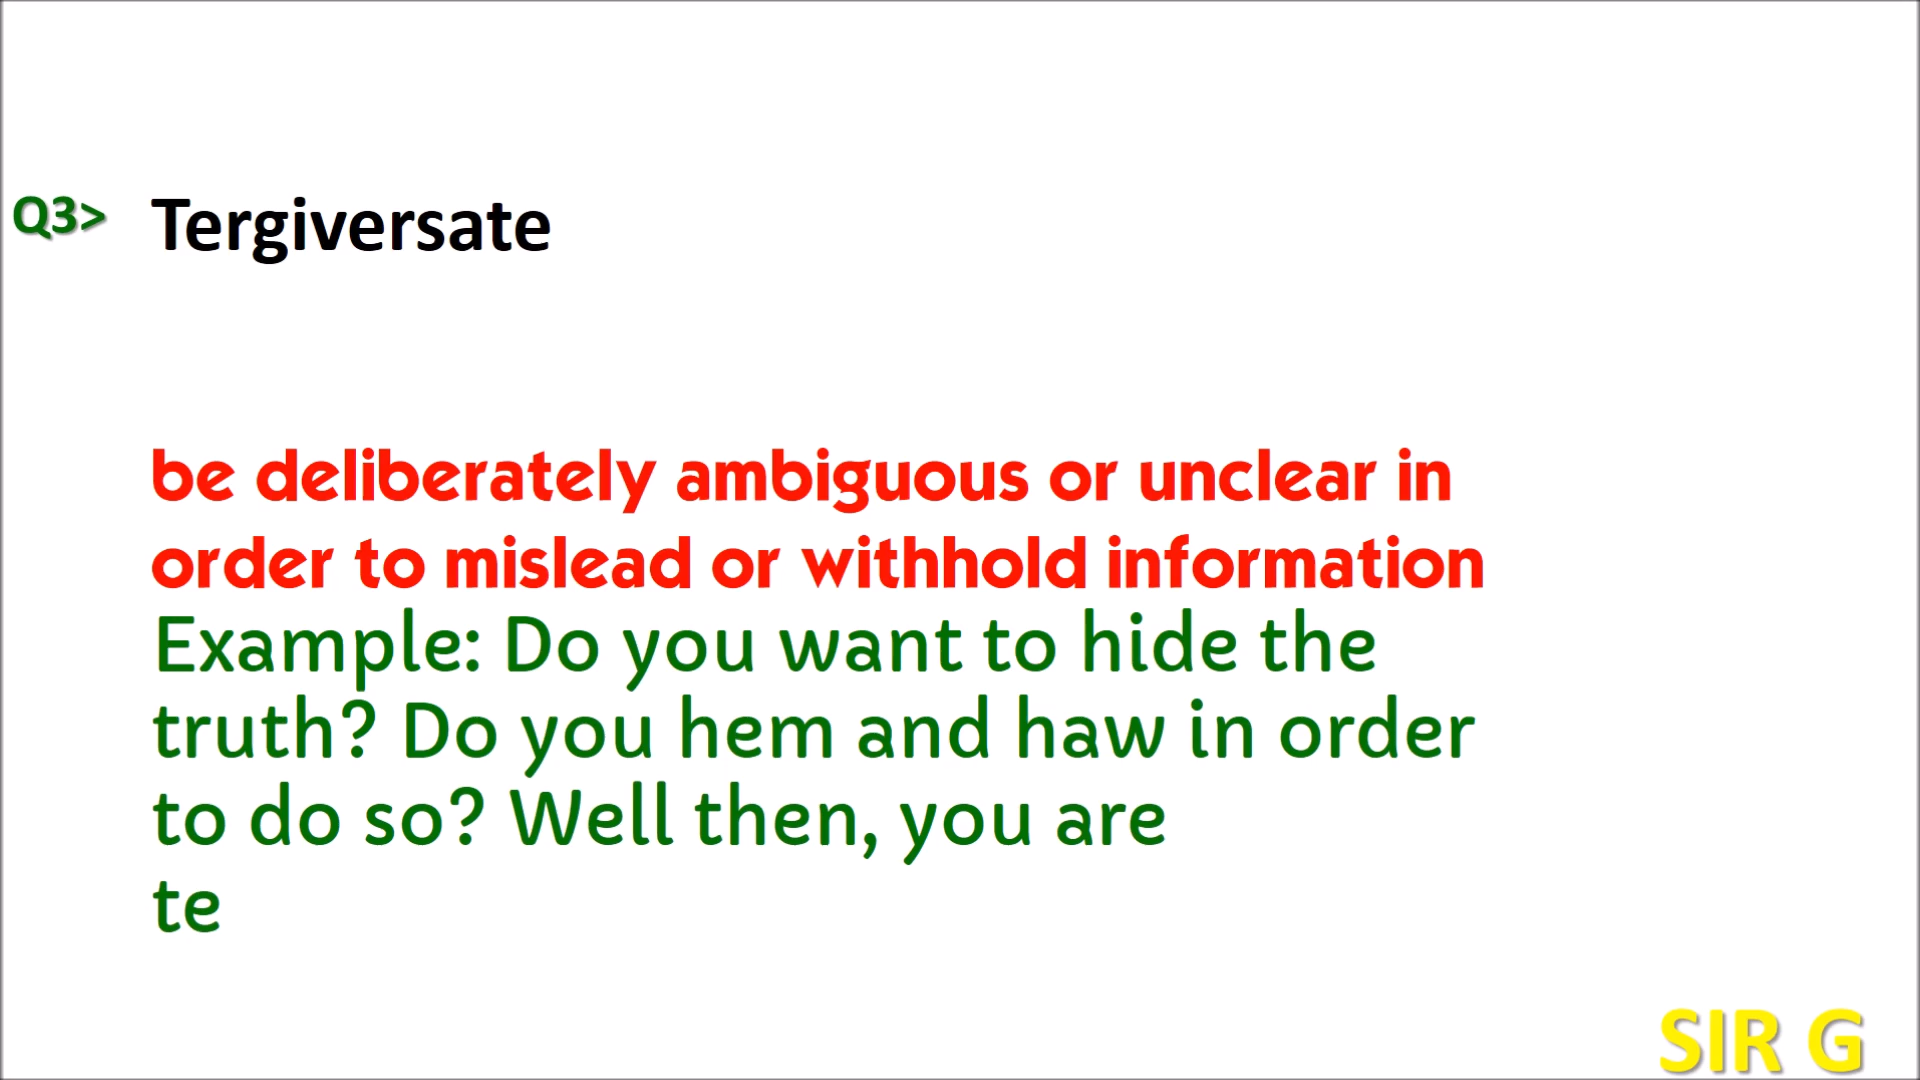 Q3> Tergiversate
be deliberately ambiguous or unclear in
order to mislead or withhold information
Example: Do you want to hide the
truth? Do you hem and haw in order
to do so? Well then, you are
te
SIR G